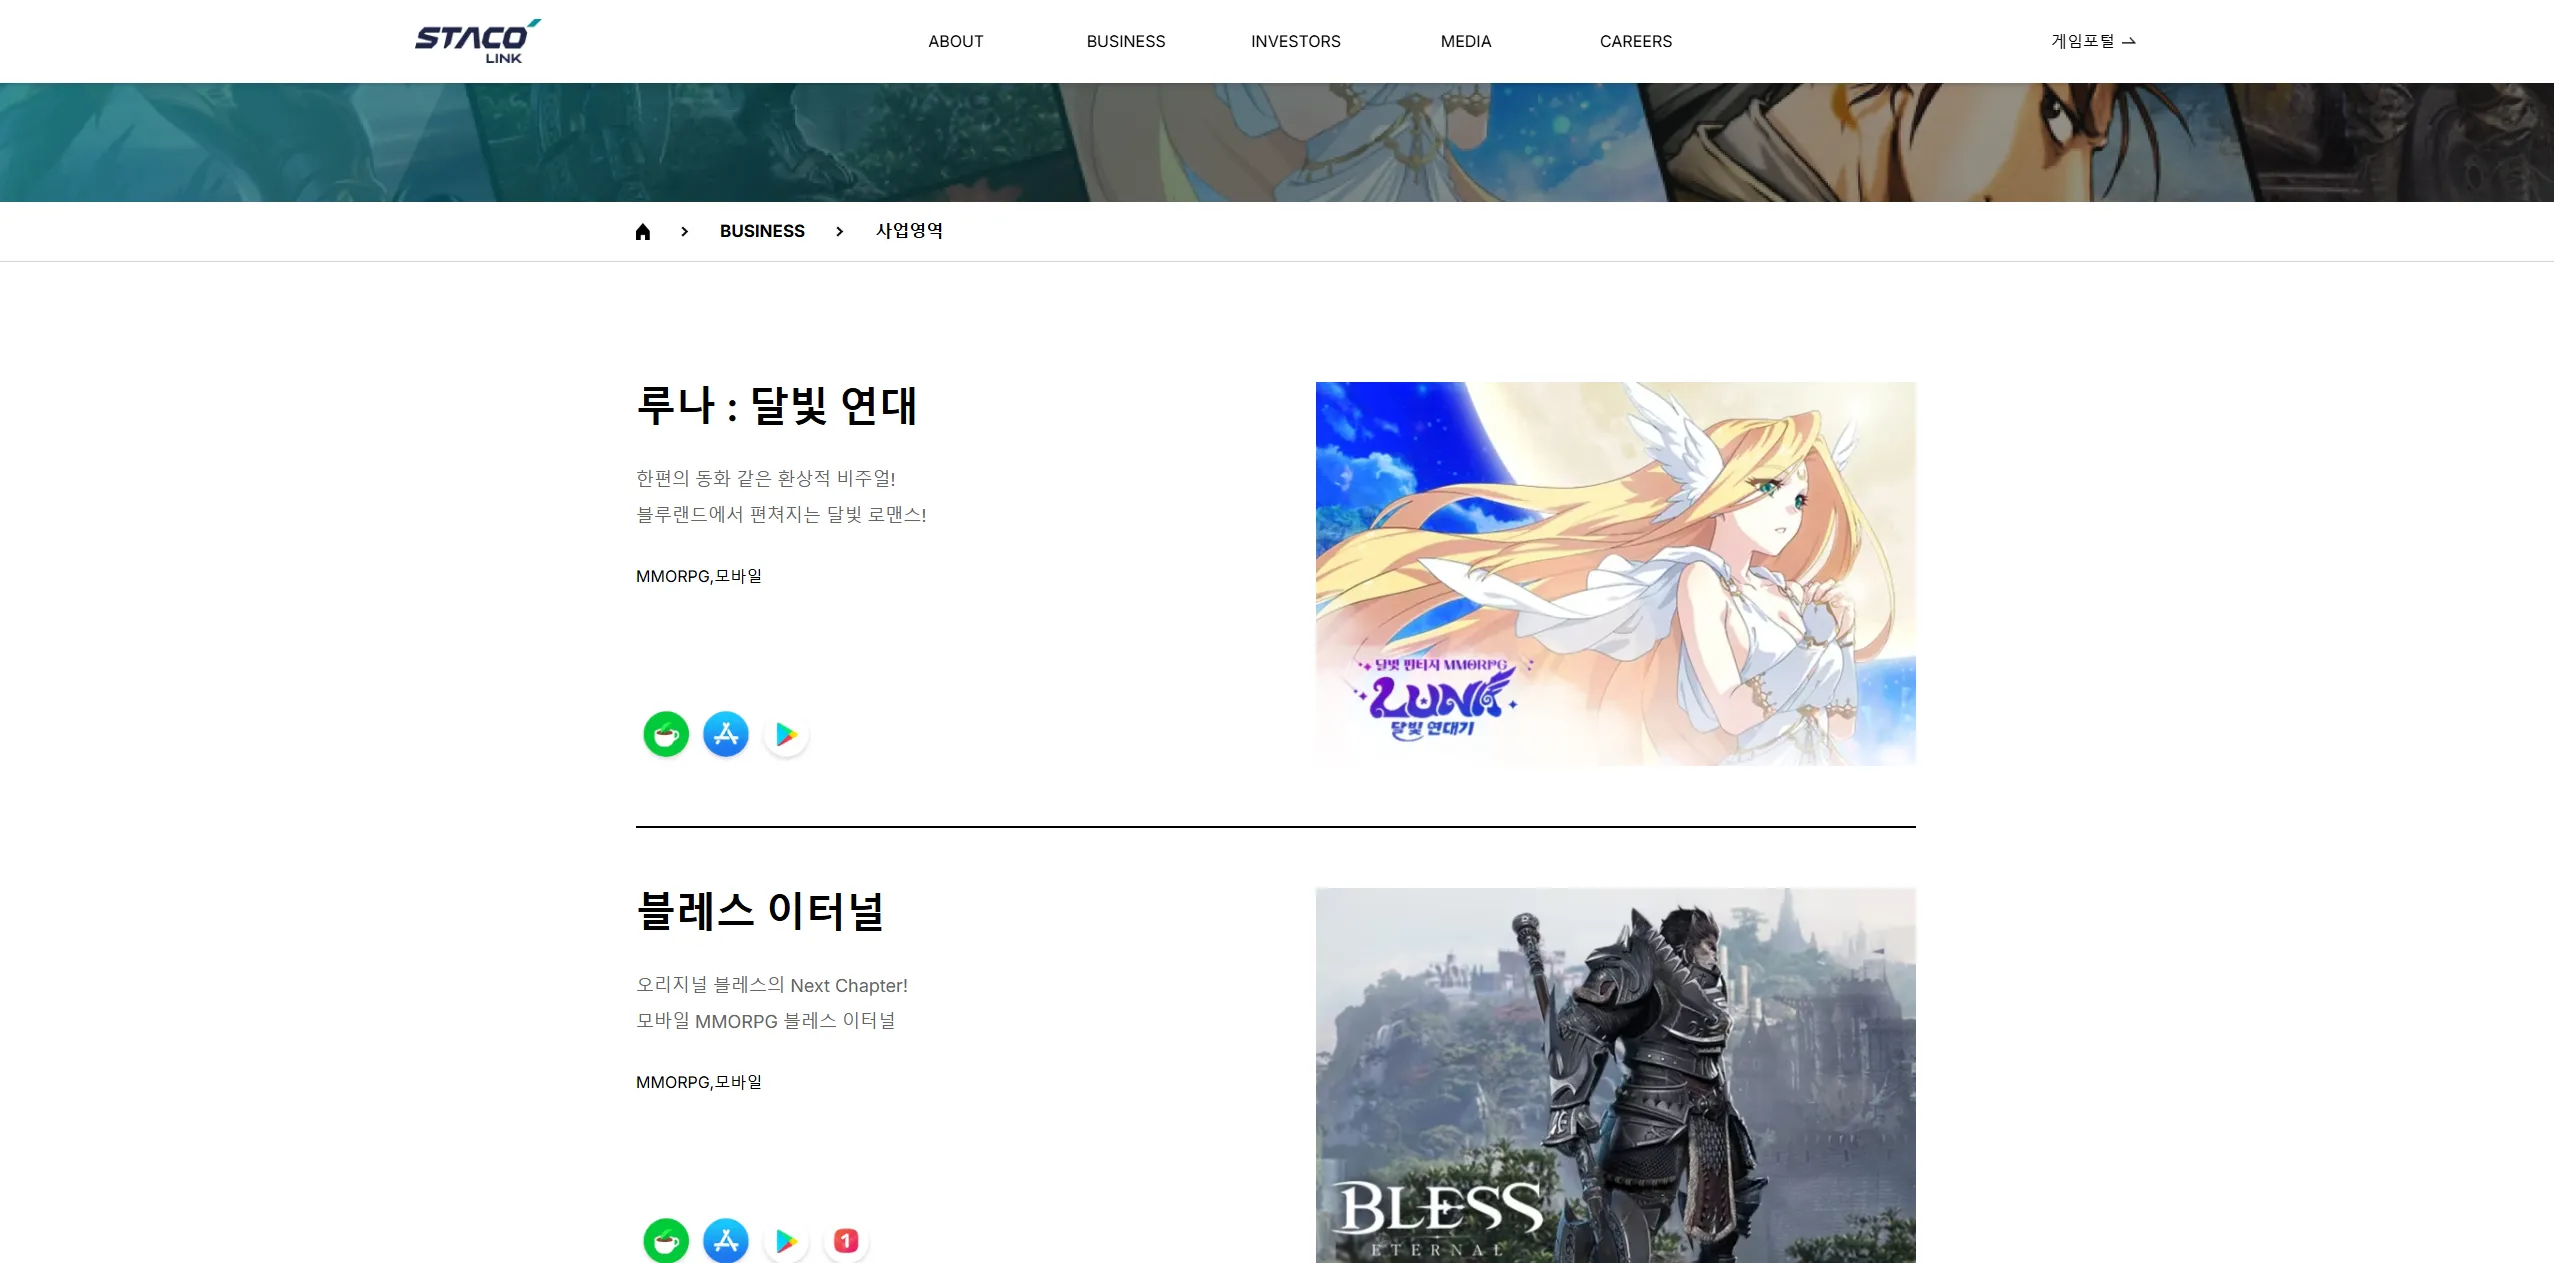 STACO
LINK
ABOUT
BUSINESS
INVESTORS
MEDIA
CAREERS
게임포털
BUSINESS
사업영역
루나 : 달빛 연대
한편의 동화 같은 환상적 비주얼!
블루랜드에서 펼쳐지는 달빛 로맨스!
MMORPG,모바일
달빛 판타지 MMORPG
LUNA
달빛 연대기
블레스 이터널
오리지널 블레스의 Next Chapter!
모바일 MMORPG 블레스 이터널
MMORPG,모바일
1
BLESS
ETERNAL